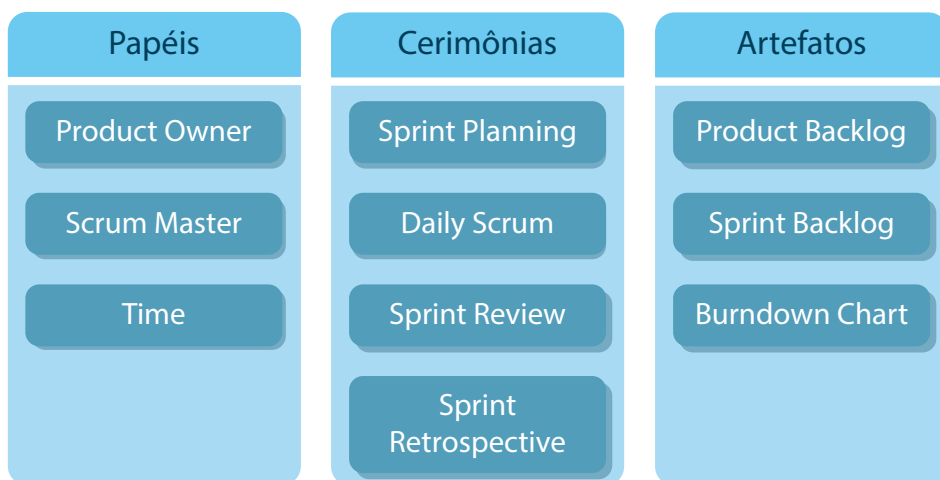 Papéis
Product Owner
Scrum Master
Time
Cerimônias
Sprint Planning
Daily Scrum
Sprint Review
Sprint
Retrospective
Artefatos
Product Backlog
Sprint Backlog
Burndown Chart